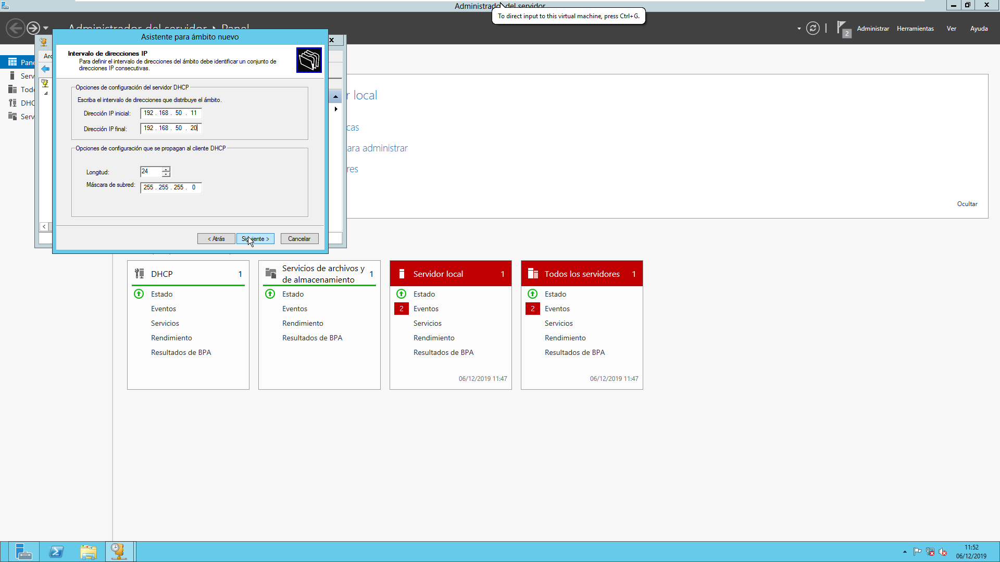 Administrador del servidor
To direct input to this virtual machine, press Ctrl+G.
Administrador del servidor ▸ Panel
2
Administrar
Herramientas
Ver
Ayuda
Asistente para ámbito nuevo
Intervalo de direcciones IP
Para definir el intervalo de direcciones del ámbito debe identificar un conjunto de
direcciones IP consecutivas.
Opciones de configuración del servidor DHCP
Escriba el intervalo de direcciones que distribuye el ámbito.
Dirección IP inicial: 192 . 168 . 50 . 11
Dirección IP final: 192 . 168 . 50 . 20
Opciones de configuración que se propagan al cliente DHCP
Longitud: 24
Máscara de subred: 255 . 255 . 255 . 0
< Atrás
Siguiente >
Cancelar
Pane
Serv
Todo
DHC
Serv
Arc
r local
cas
ara administrar
res
Ocultar
DHCP 1
Estado
Eventos
Servicios
Rendimiento
Resultados de BPA
Servicios de archivos y
de almacenamiento 1
Estado
Eventos
Rendimiento
Resultados de BPA
Servidor local 1
Estado
2 Eventos
Servicios
Rendimiento
Resultados de BPA
06/12/2019 11:47
Todos los servidores 1
Estado
2 Eventos
Servicios
Rendimiento
Resultados de BPA
06/12/2019 11:47
11:52
06/12/2019